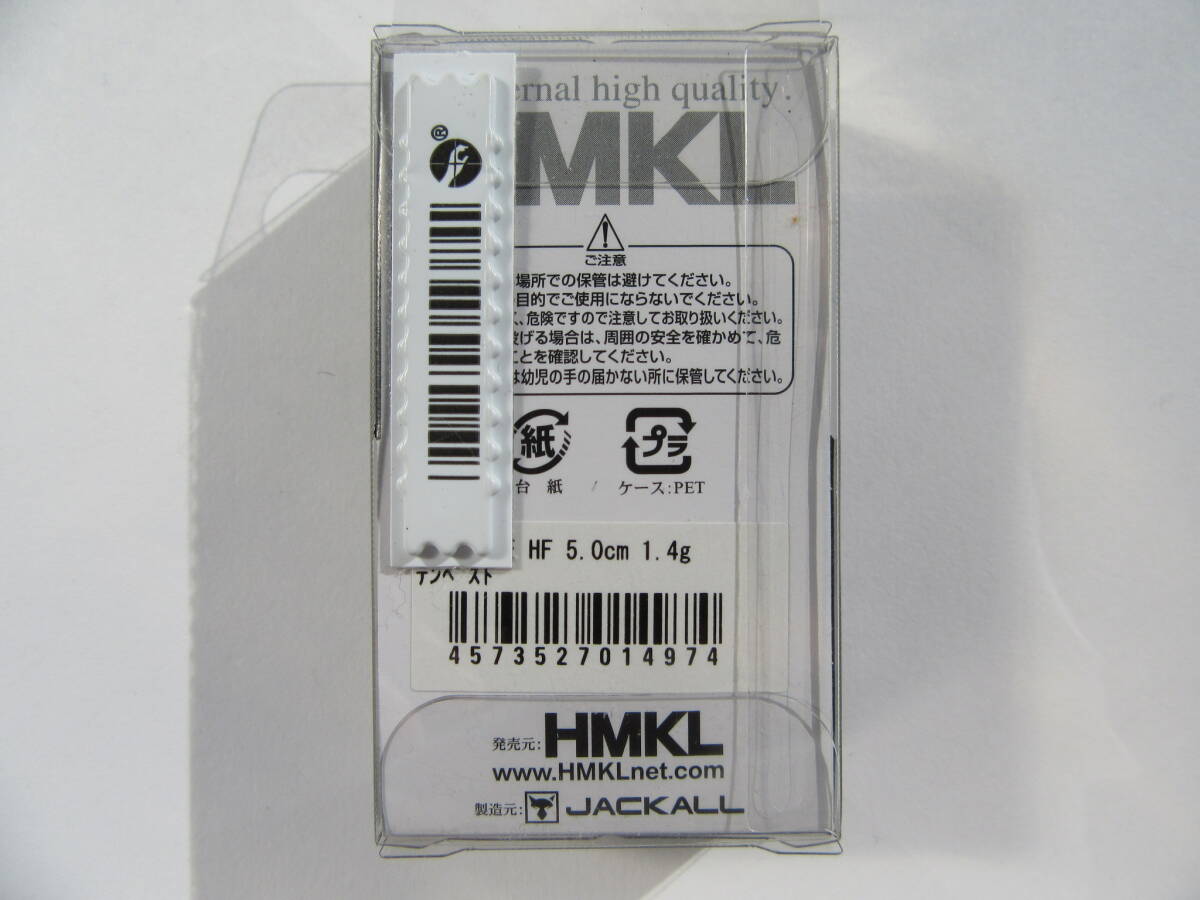 ernal high quality.
HMKL
®
ご注意
場所での保管は避けてください。
目的でご使用にならないでください。
、危険ですので注意してお取り扱いください。
投げる場合は、周囲の安全を確かめて、危
ことを確認してください。
は幼児の手の届かない所に保管してください。
紙
プラ
台 紙
ケース:PET
HF 5.0cm 1.4g
テンペスト
4573527014974
発売元: HMKL
www.HMKLnet.com
製造元: JACKALL